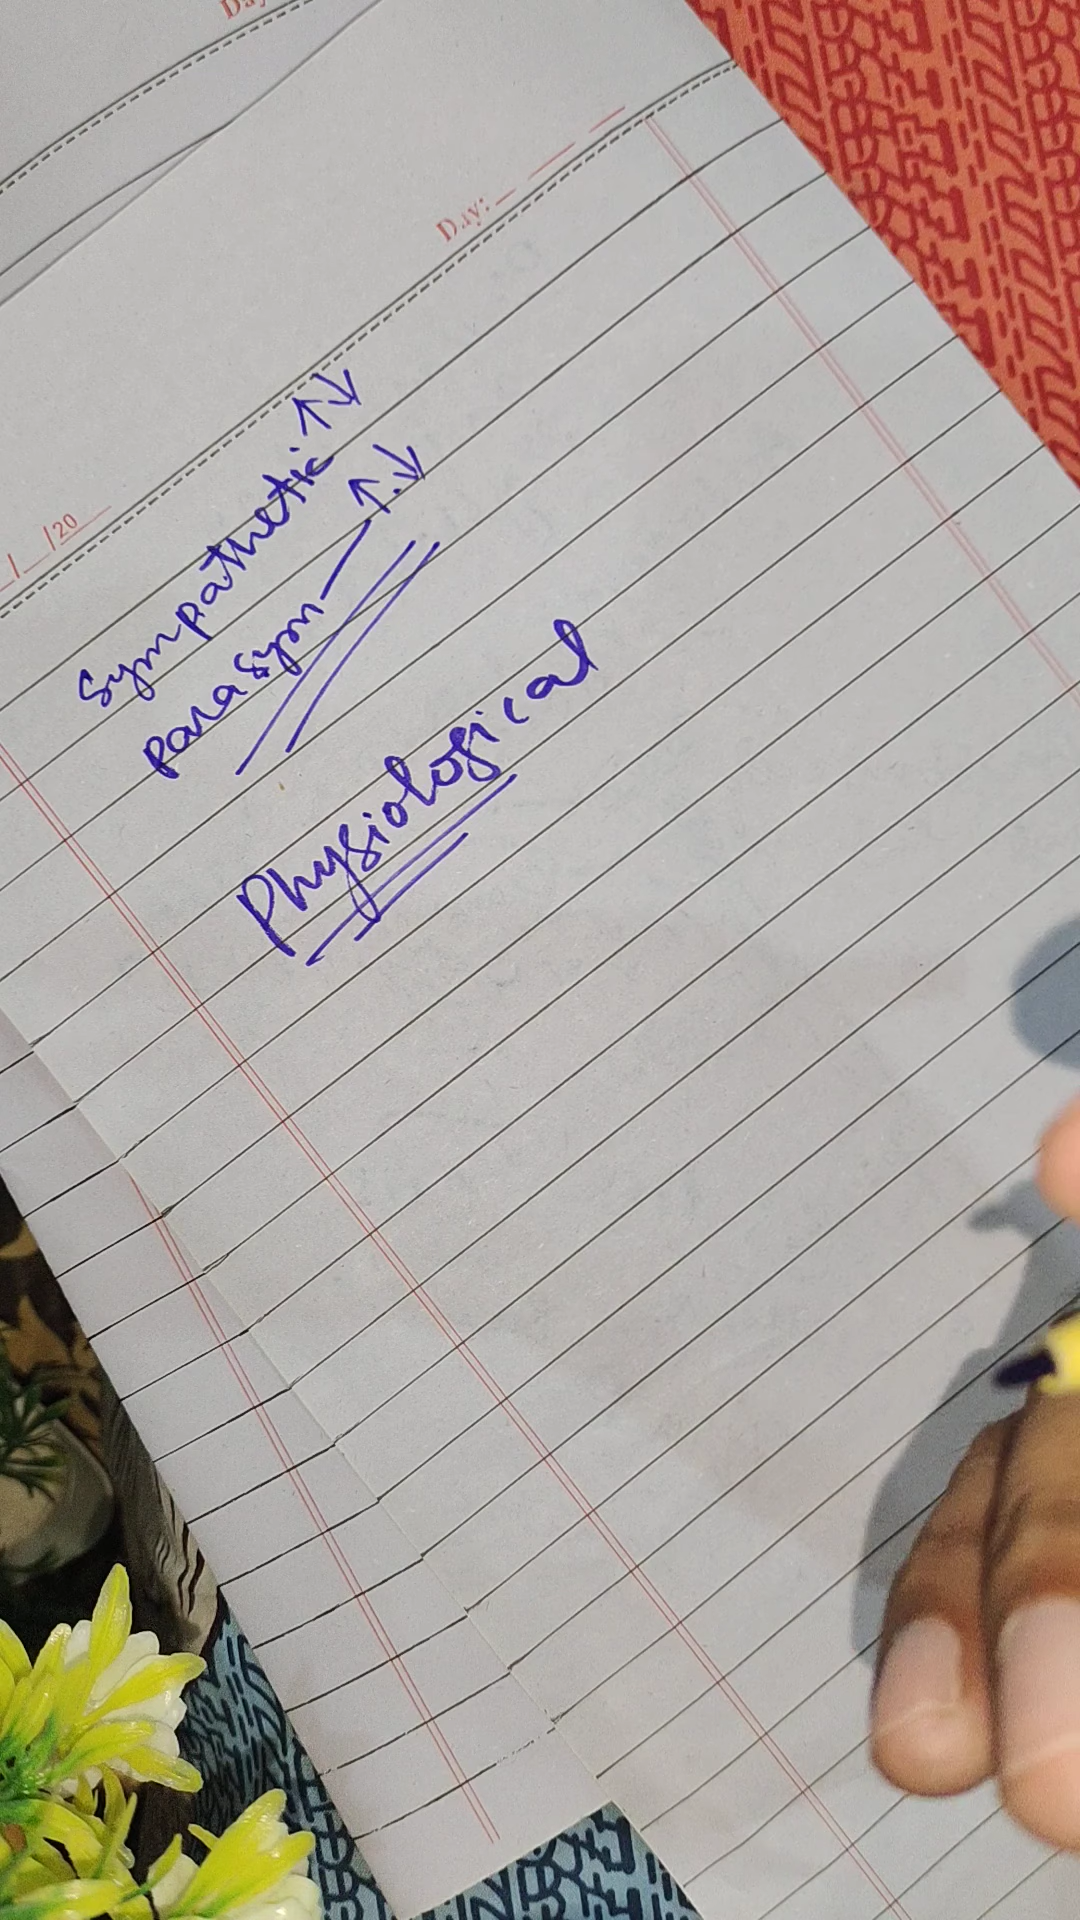 Day:
/ /20
Sympathetic ↑↓
Parasym— ↑↓
Physiological